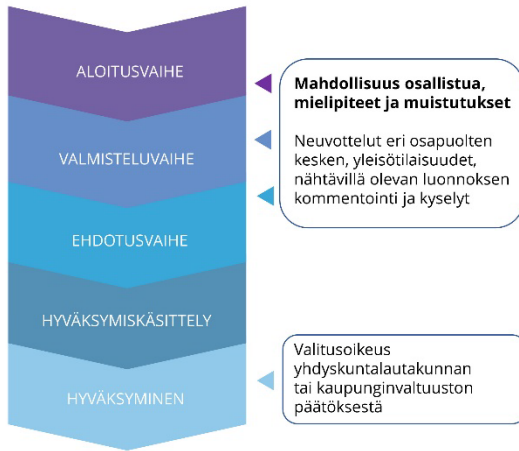 ALOITUSVAIHE
Mahdollisuus osallistua,
mielipiteet ja muistutukset
VALMISTELUVAIHE
Neuvottelut eri osapuolten
kesken, yleisötilaisuudet,
nähtävillä olevan luonnoksen
kommentointi ja kyselyt
EHDOTUSVAIHE
HYVÄKSYMISKÄSITTELY
HYVÄKSYMINEN
Valitusoikeus
yhdyskuntalautakunnan
tai kaupunginvaltuuston
päätöksestä